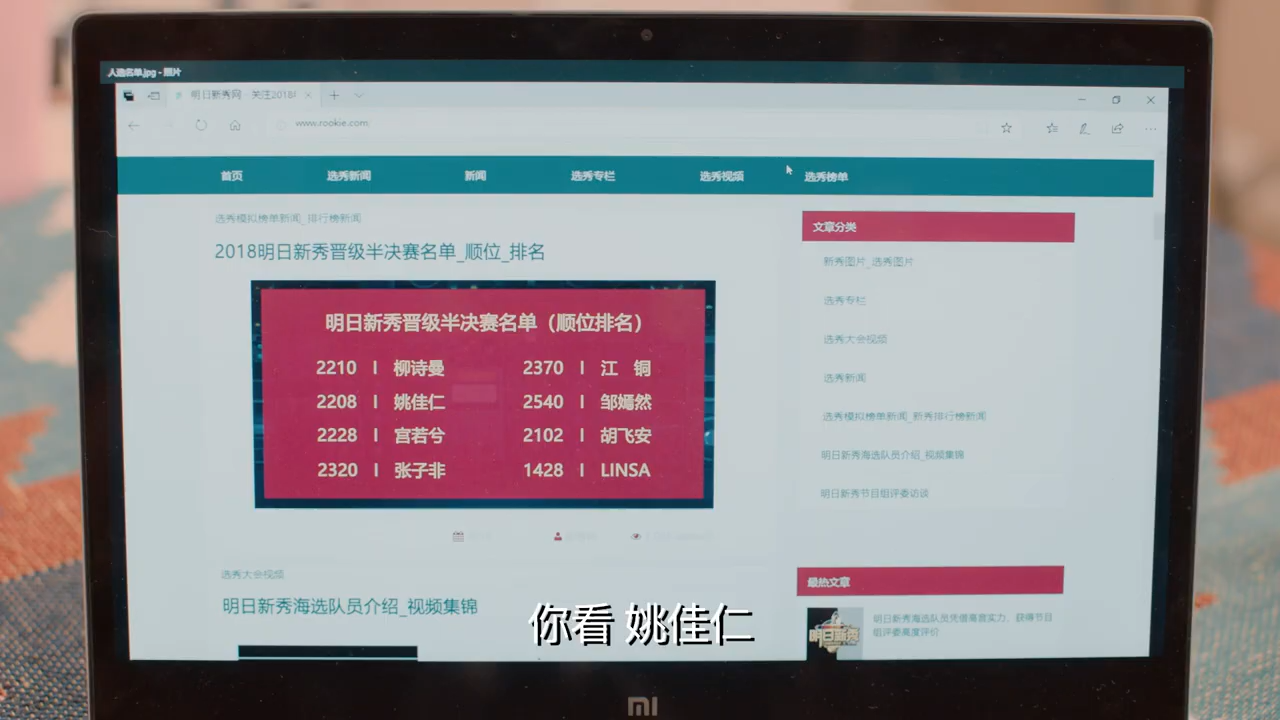 人选名单.jpg - 照片
明日新秀网 关注2018
www.rookie.com
首页 选秀新闻 新闻 选秀专栏 选秀视频 选秀榜单
选秀模拟榜单新闻_排行榜新闻
2018明日新秀晋级半决赛名单_顺位_排名
明日新秀晋级半决赛名单（顺位排名）
2210 | 柳诗曼 2370 | 江 铜
2208 | 姚佳仁 2540 | 邹嫣然
2228 | 宫若兮 2102 | 胡飞安
2320 | 张子非 1428 | LINSA
选秀大会视频
明日新秀海选队员介绍_视频集锦
文章分类
新秀图片_选秀图片
选秀专栏
选秀大会视频
选秀新闻
选秀模拟榜单新闻_新秀排行榜新闻
明日新秀海选队员介绍_视频集锦
明日新秀节目组评委访谈
最热文章
明日新秀
明日新秀海选队员凭借高衷实力，获得节目
组评委高度评价
你看 姚佳仁
mi